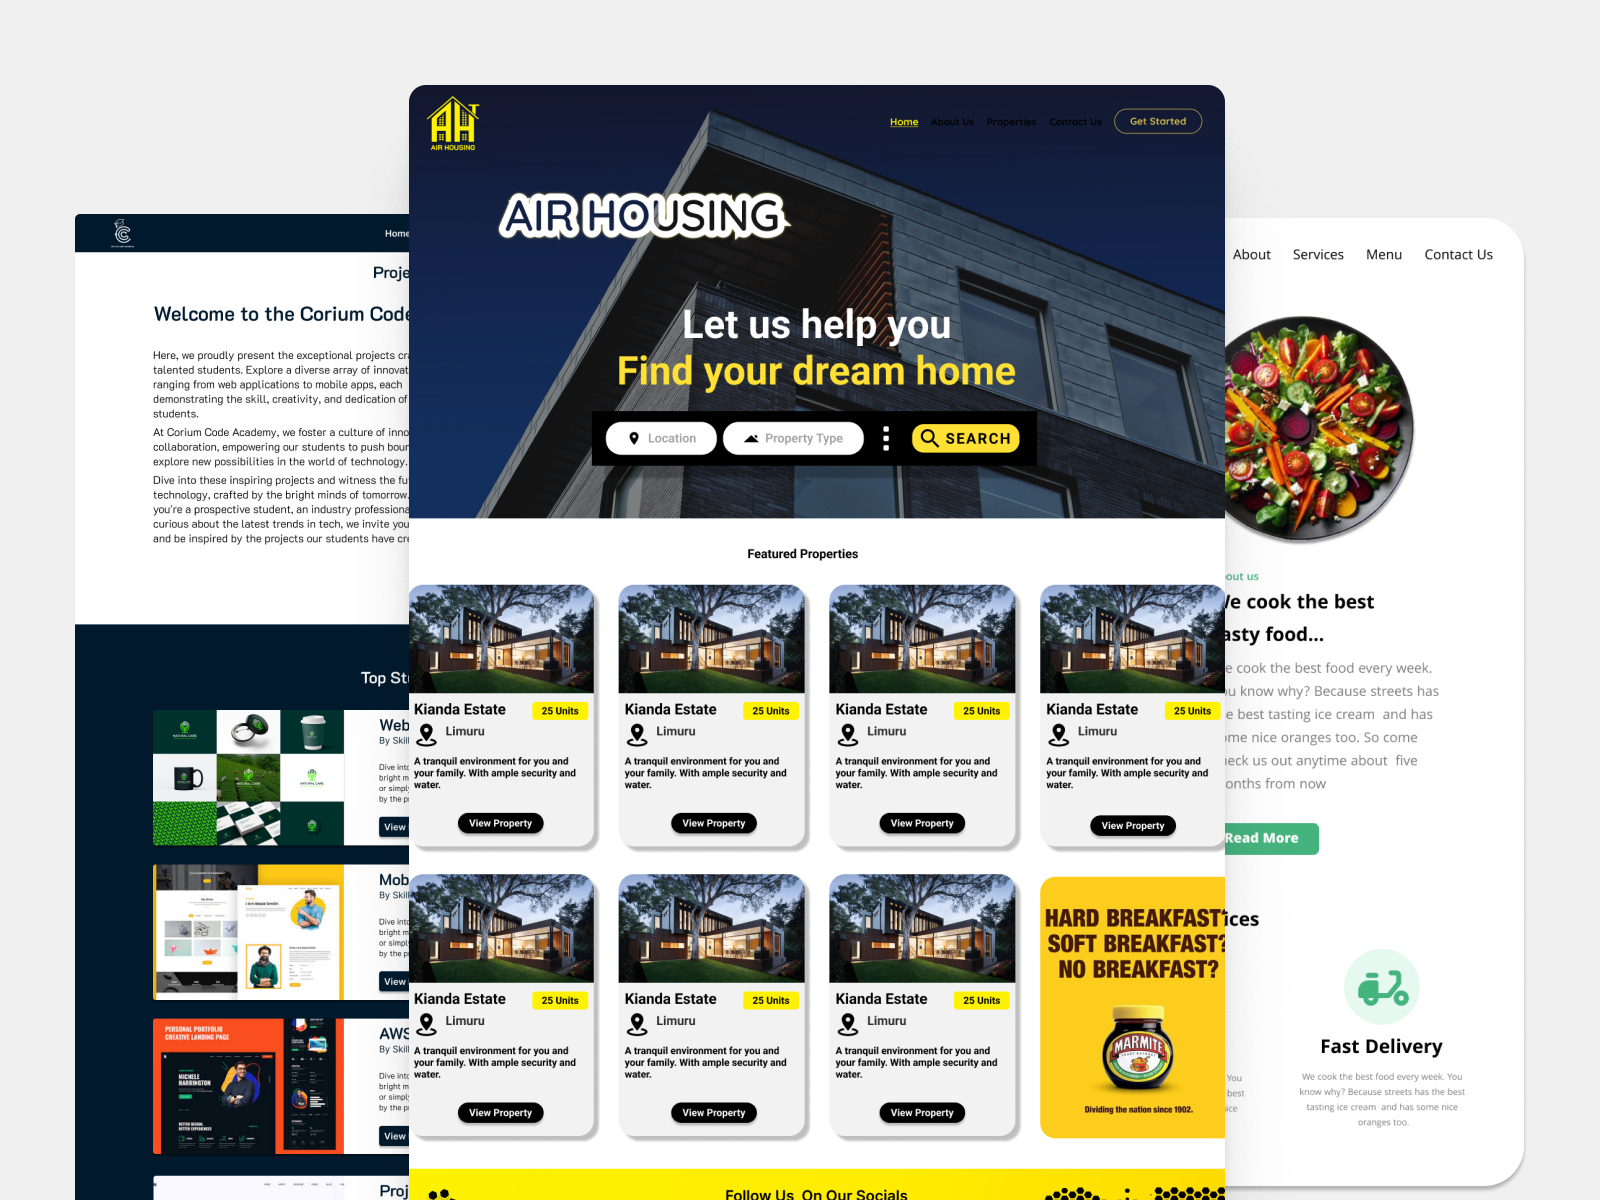 AIR HOUSING
Home About Us Properties Contact Us Get Started
AIR HOUSING
Let us help you
Find your dream home
Location Property Type SEARCH
Featured Properties
Kianda Estate 25 Units
Limuru
A tranquil environment for you and
your family. With ample security and
water.
View Property
Kianda Estate 25 Units
Limuru
A tranquil environment for you and
your family. With ample security and
water.
View Property
Kianda Estate 25 Units
Limuru
A tranquil environment for you and
your family. With ample security and
water.
View Property
Kianda Estate 25 Units
Limuru
A tranquil environment for you and
your family. With ample security and
water.
View Property
Kianda Estate 25 Units
Limuru
A tranquil environment for you and
your family. With ample security and
water.
View Property
Kianda Estate 25 Units
Limuru
A tranquil environment for you and
your family. With ample security and
water.
View Property
Kianda Estate 25 Units
Limuru
A tranquil environment for you and
your family. With ample security and
water.
View Property
HARD BREAKFAST?
SOFT BREAKFAST?
NO BREAKFAST?
MARMITE
Dividing the nation since 1902.
Follow Us On Our Socials
Home
Proje
Welcome to the Corium Code
Here, we proudly present the exceptional projects cr
talented students. Explore a diverse array of innovat
ranging from web applications to mobile apps, each
demonstrating the skill, creativity, and dedication of
students.
At Corium Code Academy, we foster a culture of inno
collaboration, empowering our students to push bour
explore new possibilities in the world of technology.
Dive into these inspiring projects and witness the fu
technology, crafted by the bright minds of tomorrow.
you're a prospective student, an industry professiona
curious about the latest trends in tech, we invite you
and be inspired by the projects our students have cre
Top Stu
Web
By Skill
Dive into
bright m
or simply
by the p
View
Mob
By Skill
Dive into
bright m
or simply
by the p
View
PERSONAL PORTFOLIO
CREATIVE LANDING PAGE
MICHELE
HARRINGTON
AWS
By Skill
Dive into
bright m
or simply
by the p
View
Proj
About Services Menu Contact Us
out us
We cook the best
asty food...
e cook the best food every week.
ou know why? Because streets has
e best tasting ice cream and has
ome nice oranges too. So come
heck us out anytime about five
onths from now
Read More
ices
You
best
ice
Fast Delivery
We cook the best food every week. You
know why? Because streets has the best
tasting ice cream and has some nice
oranges too.